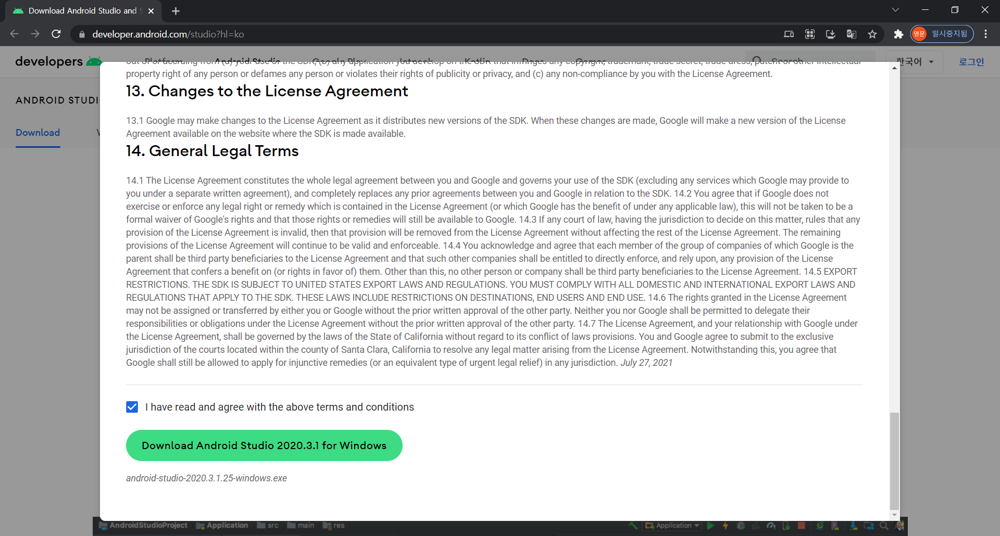 Download Android Studio and S
developer.android.com/studio?hl=ko
영문 일시중지됨
developers
Platform Android Studio Google Play Jetpack Kotlin Docs Games
Search
한국어
로그인
ANDROID STUDI
Download
property right of any person or defames any person or violates their rights of publicity or privacy, and (c) any non-compliance by you with the License Agreement.
13. Changes to the License Agreement
13.1 Google may make changes to the License Agreement as it distributes new versions of the SDK. When these changes are made, Google will make a new version of the License
Agreement available on the website where the SDK is made available.
14. General Legal Terms
14.1 The License Agreement constitutes the whole legal agreement between you and Google and governs your use of the SDK (excluding any services which Google may provide to
you under a separate written agreement), and completely replaces any prior agreements between you and Google in relation to the SDK. 14.2 You agree that if Google does not
exercise or enforce any legal right or remedy which is contained in the License Agreement (or which Google has the benefit of under any applicable law), this will not be taken to be a
formal waiver of Google's rights and that those rights or remedies will still be available to Google. 14.3 If any court of law, having the jurisdiction to decide on this matter, rules that any
provision of the License Agreement is invalid, then that provision will be removed from the License Agreement without affecting the rest of the License Agreement. The remaining
provisions of the License Agreement will continue to be valid and enforceable. 14.4 You acknowledge and agree that each member of the group of companies of which Google is the
parent shall be third party beneficiaries to the License Agreement and that such other companies shall be entitled to directly enforce, and rely upon, any provision of the License
Agreement that confers a benefit on (or rights in favor of) them. Other than this, no other person or company shall be third party beneficiaries to the License Agreement. 14.5 EXPORT
RESTRICTIONS. THE SDK IS SUBJECT TO UNITED STATES EXPORT LAWS AND REGULATIONS. YOU MUST COMPLY WITH ALL DOMESTIC AND INTERNATIONAL EXPORT LAWS AND
REGULATIONS THAT APPLY TO THE SDK. THESE LAWS INCLUDE RESTRICTIONS ON DESTINATIONS, END USERS AND END USE. 14.6 The rights granted in the License Agreement
may not be assigned or transferred by either you or Google without the prior written approval of the other party. Neither you nor Google shall be permitted to delegate their
responsibilities or obligations under the License Agreement without the prior written approval of the other party. 14.7 The License Agreement, and your relationship with Google under
the License Agreement, shall be governed by the laws of the State of California without regard to its conflict of laws provisions. You and Google agree to submit to the exclusive
jurisdiction of the courts located within the county of Santa Clara, California to resolve any legal matter arising from the License Agreement. Notwithstanding this, you agree that
Google shall still be allowed to apply for injunctive remedies (or an equivalent type of urgent legal relief) in any jurisdiction. July 27, 2021
I have read and agree with the above terms and conditions
Download Android Studio 2020.3.1 for Windows
android-studio-2020.3.1.25-windows.exe
AndroidStudioProject Application src main res
Application